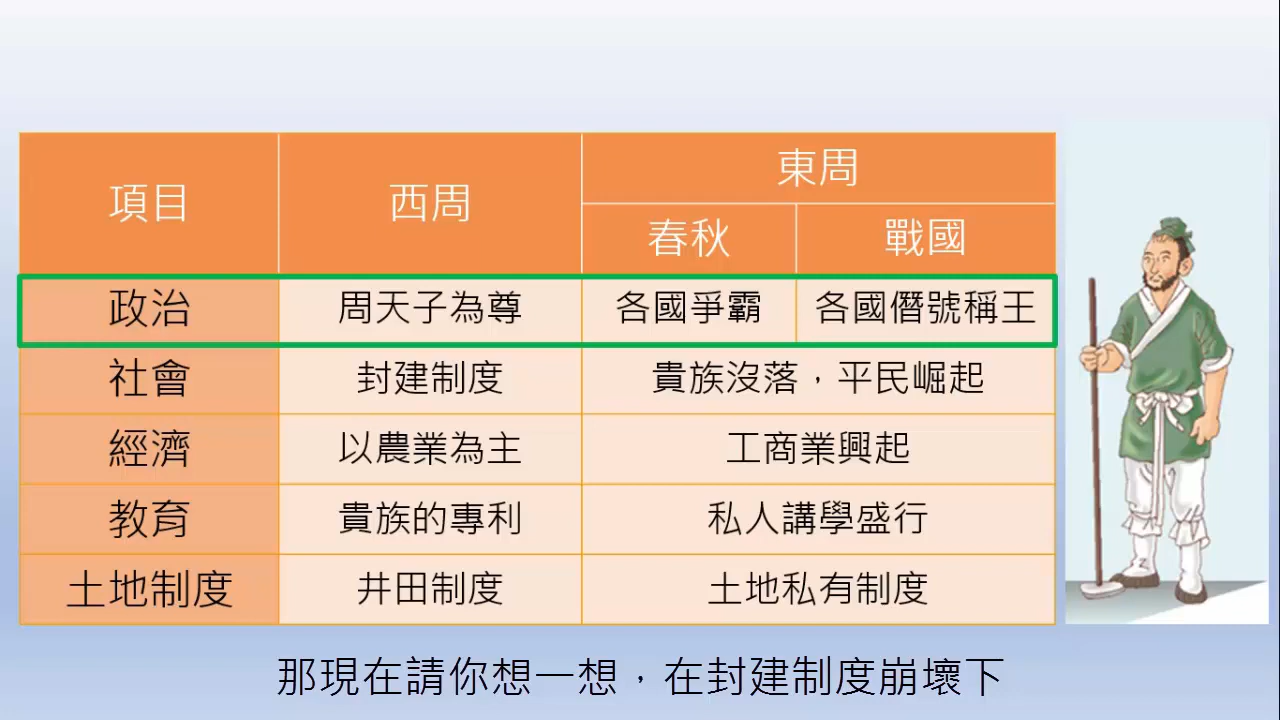 項目 西周 東周
春秋 戰國
政治 周天子為尊 各國爭霸 各國僭號稱王
社會 封建制度 貴族沒落，平民崛起
經濟 以農業為主 工商業興起
教育 貴族的專利 私人講學盛行
土地制度 井田制度 土地私有制度
那現在請你想一想，在封建制度崩壞下